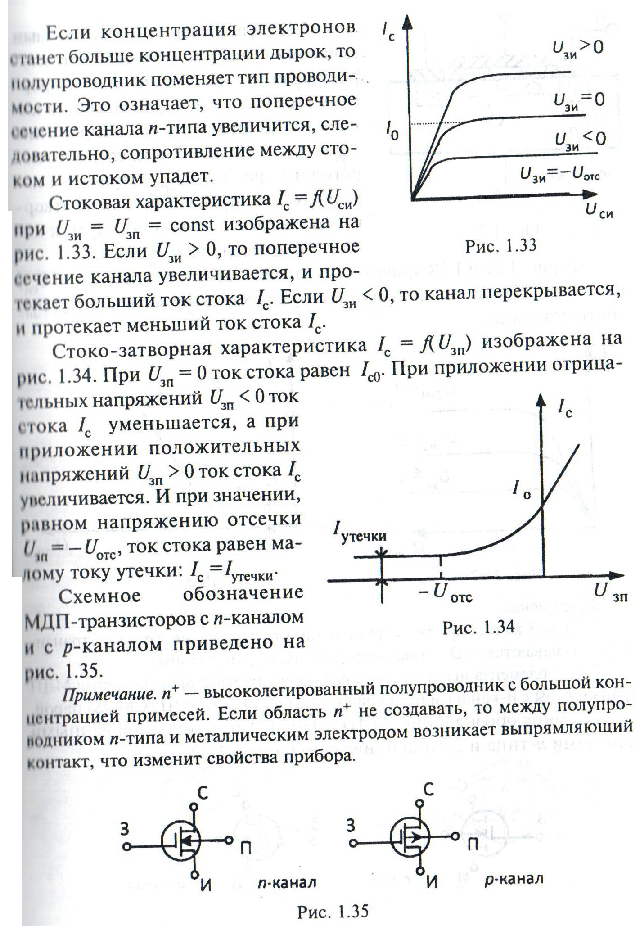 Если концентрация электронов
станет больше концентрации дырок, то
полупроводник поменяет тип проводи-
мости. Это означает, что поперечное
сечение канала n-типа увеличится, сле-
довательно, сопротивление между сто-
ком и истоком упадет.
Стоковая характеристика Iс = f(Uси)
при Uзи = Uзп = const изображена на
рис. 1.33. Если Uзи > 0, то поперечное
сечение канала увеличивается, и про-
текает больший ток стока Iс. Если Uзи < 0, то канал перекрывается,
и протекает меньший ток стока Iс.
Iс
Uзи>0
Uзи=0
I0
Uзи<0
Uзи=−Uотс
Uси
Рис. 1.33
Стоко-затворная характеристика Iс = f(Uзп) изображена на
рис. 1.34. При Uзп = 0 ток стока равен Iс0. При приложении отрица-
тельных напряжений Uзп < 0 ток
стока Iс уменьшается, а при
приложении положительных
напряжений Uзп > 0 ток стока Iс
увеличивается. И при значении,
равном напряжению отсечки
Uзп = − Uотс, ток стока равен ма-
лому току утечки: Iс = Iутечки.
Схемное обозначение
МДП-транзисторов с n-каналом
и с p-каналом приведено на
рис. 1.35.
Iс
Iо
Iутечки
−Uотс
Uзп
Рис. 1.34
Примечание. n⁺ — высоколегированный полупроводник с большой кон-
центрацией примесей. Если область n⁺ не создавать, то между полупро-
водником n-типа и металлическим электродом возникает выпрямляющий
контакт, что изменит свойства прибора.
С
З
П
И
n-канал
С
З
П
И
p-канал
Рис. 1.35